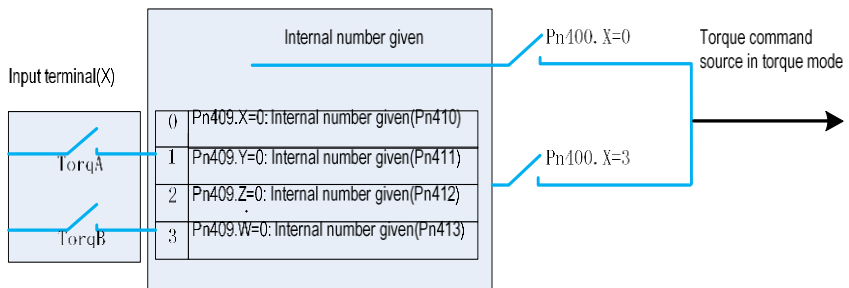 Internal number given
Pn400. X=0
Torque command
source in torque mode
Input terminal(X)
0 Pn409.X=0: Internal number given(Pn410)
TorqA
1 Pn409.Y=0: Internal number given(Pn411)
Pn400. X=3
2 Pn409.Z=0: Internal number given(Pn412)
TorqB
3 Pn409.W=0: Internal number given(Pn413)